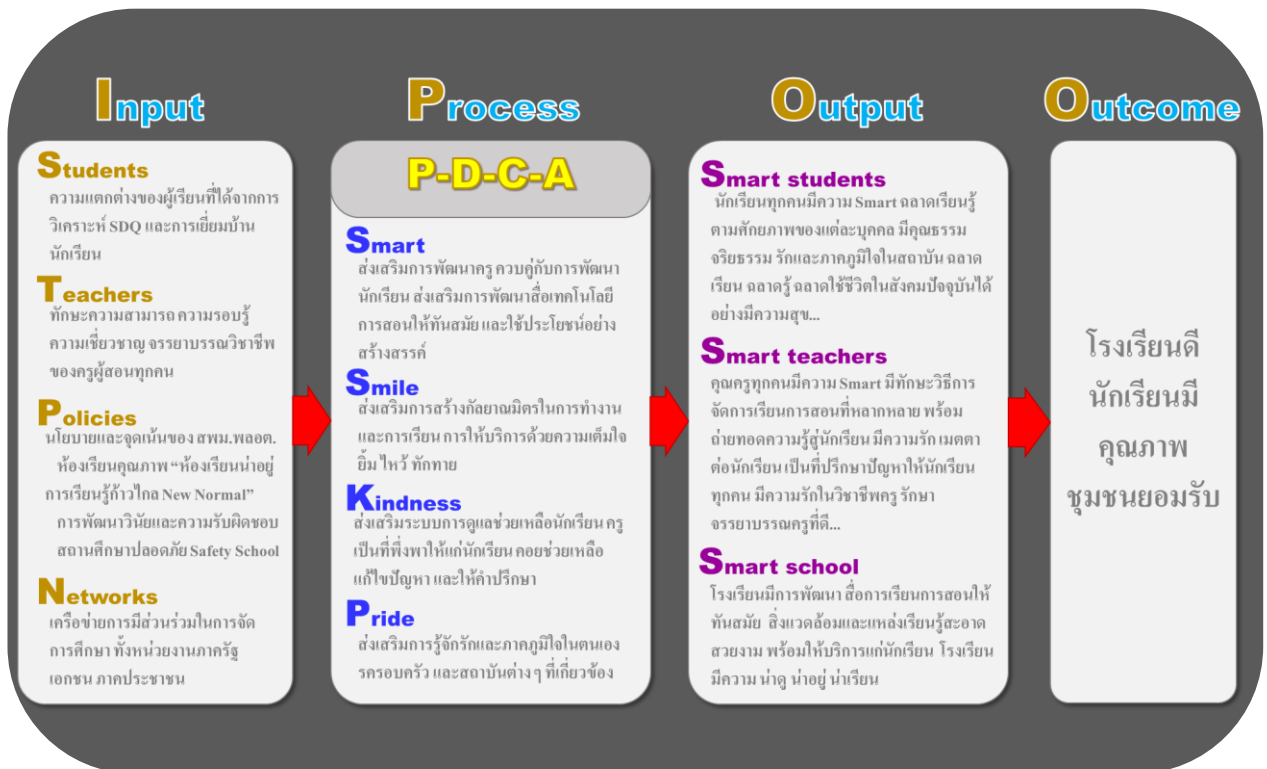 Input
Students
ความแตกต่างของผู้เรียนที่ได้จากการ
วิเคราะห์ SDQ และการเยี่ยมบ้าน
นักเรียน
Teachers
ทักษะความสามารถ ความรอบรู้
ความเชี่ยวชาญ จรรยาบรรณวิชาชีพ
ของครูผู้สอนทุกคน
Policies
นโยบายและจุดเน้นของ สพม.พลอต.
ห้องเรียนคุณภาพ “ห้องเรียนน่าอยู่
การเรียนรู้ก้าวไกล New Normal”
การพัฒนาวินัยและความรับผิดชอบ
สถานศึกษาปลอดภัย Safety School
Networks
เครือข่ายการมีส่วนร่วมในการจัด
การศึกษา ทั้งหน่วยงานภาครัฐ
เอกชน ภาคประชาชน
Process
P-D-C-A
Smart
ส่งเสริมการพัฒนาครู ควบคู่กับการพัฒนา
นักเรียน ส่งเสริมการพัฒนาสื่อเทคโนโลยี
การสอนให้ทันสมัย และใช้ประโยชน์อย่าง
สร้างสรรค์
Smile
ส่งเสริมการสร้างกัลยาณมิตรในการทำงาน
และการเรียน การให้บริการด้วยความเต็มใจ
ยิ้ม ไหว้ ทักทาย
Kindness
ส่งเสริมระบบการดูแลช่วยเหลือนักเรียน ครู
เป็นที่พึ่งพาให้แก่นักเรียน คอยช่วยเหลือ
แก้ไขปัญหา และให้คำปรึกษา
Pride
ส่งเสริมการรู้จักรักและภาคภูมิใจในตนเอง
รครอบครัว และสถาบันต่าง ๆ ที่เกี่ยวข้อง
Output
Smart students
นักเรียนทุกคนมีความ Smart ฉลาดเรียนรู้
ตามศักยภาพของแต่ละบุคคล มีคุณธรรม
จริยธรรม รักและภาคภูมิใจในสถาบัน ฉลาด
เรียน ฉลาดรู้ ฉลาดใช้ชีวิตในสังคมปัจจุบันได้
อย่างมีความสุข...
Smart teachers
คุณครูทุกคนมีความ Smart มีทักษะวิธีการ
จัดการเรียนการสอนที่หลากหลาย พร้อม
ถ่ายทอดความรู้สู่นักเรียน มีความรัก เมตตา
ต่อนักเรียน เป็นที่ปรึกษาปัญหาให้นักเรียน
ทุกคน มีความรักในวิชาชีพครู รักษา
จรรยาบรรณครูที่ดี...
Smart school
โรงเรียนมีการพัฒนา สื่อการเรียนการสอนให้
ทันสมัย สิ่งแวดล้อมและแหล่งเรียนรู้สะอาด
สวยงาม พร้อมให้บริการแก่นักเรียน โรงเรียน
มีความ น่าดู น่าอยู่ น่าเรียน
Outcome
โรงเรียนดี
นักเรียนมี
คุณภาพ
ชุมชนยอมรับ